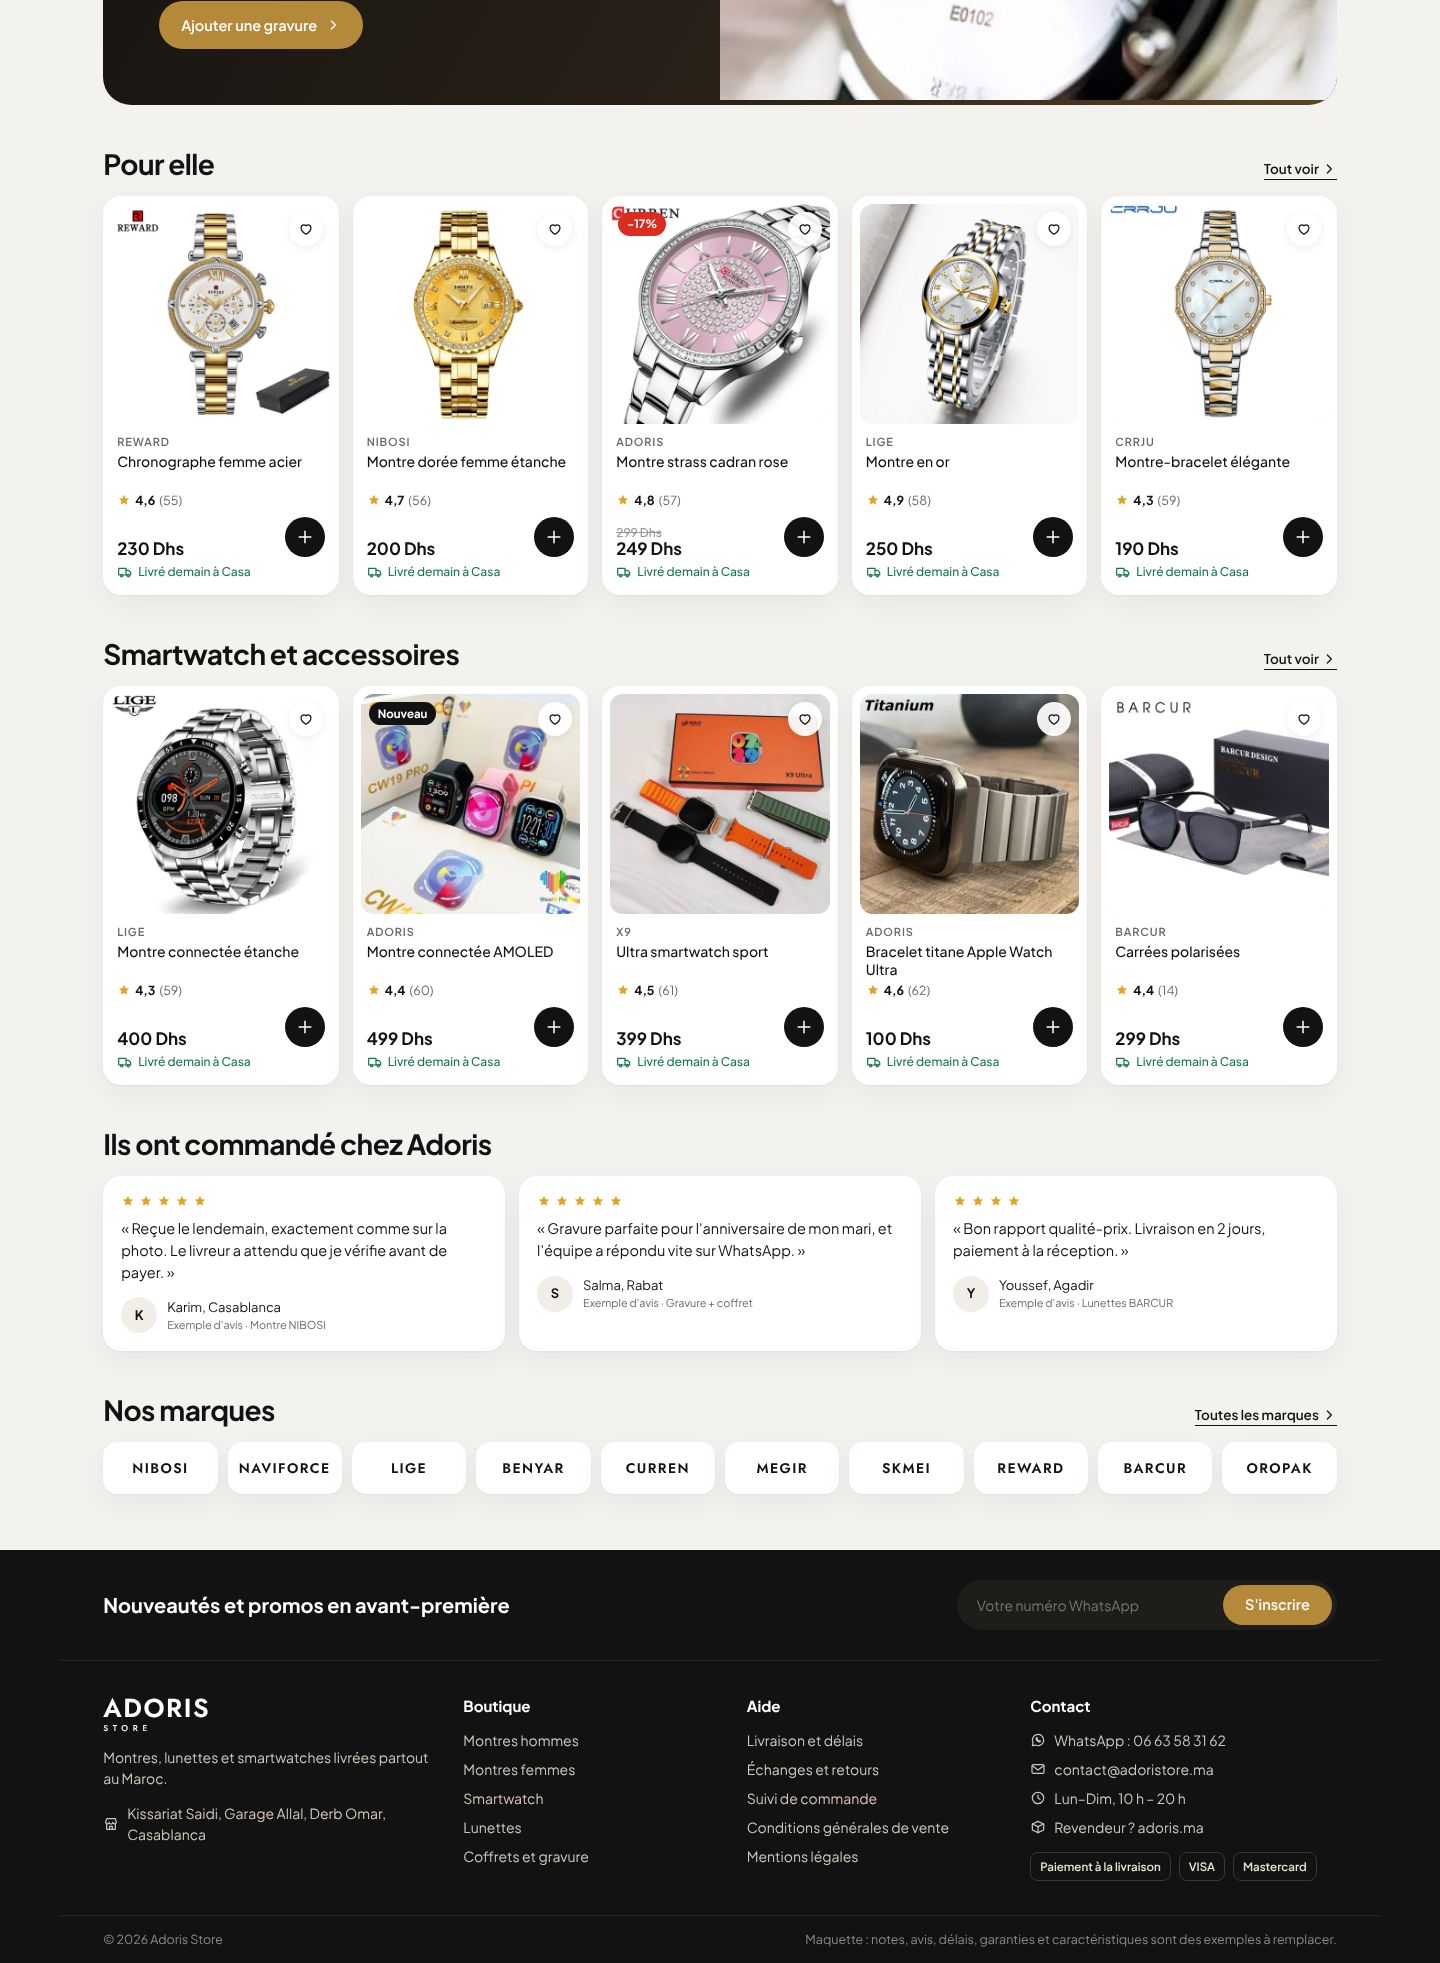 Ajouter une gravure
E0102
Pour elle
Tout voir
REWARD
CURREN
-17%
CRRJU
REWARD
Chronographe femme acier
4,6 (55)
230 Dhs
Livré demain à Casa
NIBOSI
Montre dorée femme étanche
4,7 (56)
200 Dhs
Livré demain à Casa
ADORIS
Montre strass cadran rose
4,8 (57)
299 Dhs
249 Dhs
Livré demain à Casa
LIGE
Montre en or
4,9 (58)
250 Dhs
Livré demain à Casa
CRRJU
Montre-bracelet élégante
4,3 (59)
190 Dhs
Livré demain à Casa
Smartwatch et accessoires
Tout voir
LIGE
Nouveau
CW19 PRO
X9 Ultra
Titanium
BARCUR
BARCUR DESIGN
LIGE
Montre connectée étanche
4,3 (59)
400 Dhs
Livré demain à Casa
ADORIS
Montre connectée AMOLED
4,4 (60)
499 Dhs
Livré demain à Casa
X9
Ultra smartwatch sport
4,5 (61)
399 Dhs
Livré demain à Casa
ADORIS
Bracelet titane Apple Watch
Ultra
4,6 (62)
100 Dhs
Livré demain à Casa
BARCUR
Carrées polarisées
4,4 (14)
299 Dhs
Livré demain à Casa
Ils ont commandé chez Adoris
« Reçue le lendemain, exactement comme sur la
photo. Le livreur a attendu que je vérifie avant de
payer. »
K
Karim, Casablanca
Exemple d'avis · Montre NIBOSI
« Gravure parfaite pour l'anniversaire de mon mari, et
l'équipe a répondu vite sur WhatsApp. »
S
Salma, Rabat
Exemple d'avis · Gravure + coffret
« Bon rapport qualité-prix. Livraison en 2 jours,
paiement à la réception. »
Y
Youssef, Agadir
Exemple d'avis · Lunettes BARCUR
Nos marques
Toutes les marques
NIBOSI
NAVIFORCE
LIGE
BENYAR
CURREN
MEGIR
SKMEI
REWARD
BARCUR
OROPAK
Nouveautés et promos en avant-première
Votre numéro WhatsApp
S'inscrire
ADORIS
STORE
Montres, lunettes et smartwatches livrées partout
au Maroc.
Kissariat Saidi, Garage Allal, Derb Omar,
Casablanca
Boutique
Montres hommes
Montres femmes
Smartwatch
Lunettes
Coffrets et gravure
Aide
Livraison et délais
Échanges et retours
Suivi de commande
Conditions générales de vente
Mentions légales
Contact
WhatsApp : 06 63 58 31 62
contact@adoristore.ma
Lun–Dim, 10 h – 20 h
Revendeur ? adoris.ma
Paiement à la livraison
VISA
Mastercard
© 2026 Adoris Store
Maquette : notes, avis, délais, garanties et caractéristiques sont des exemples à remplacer.